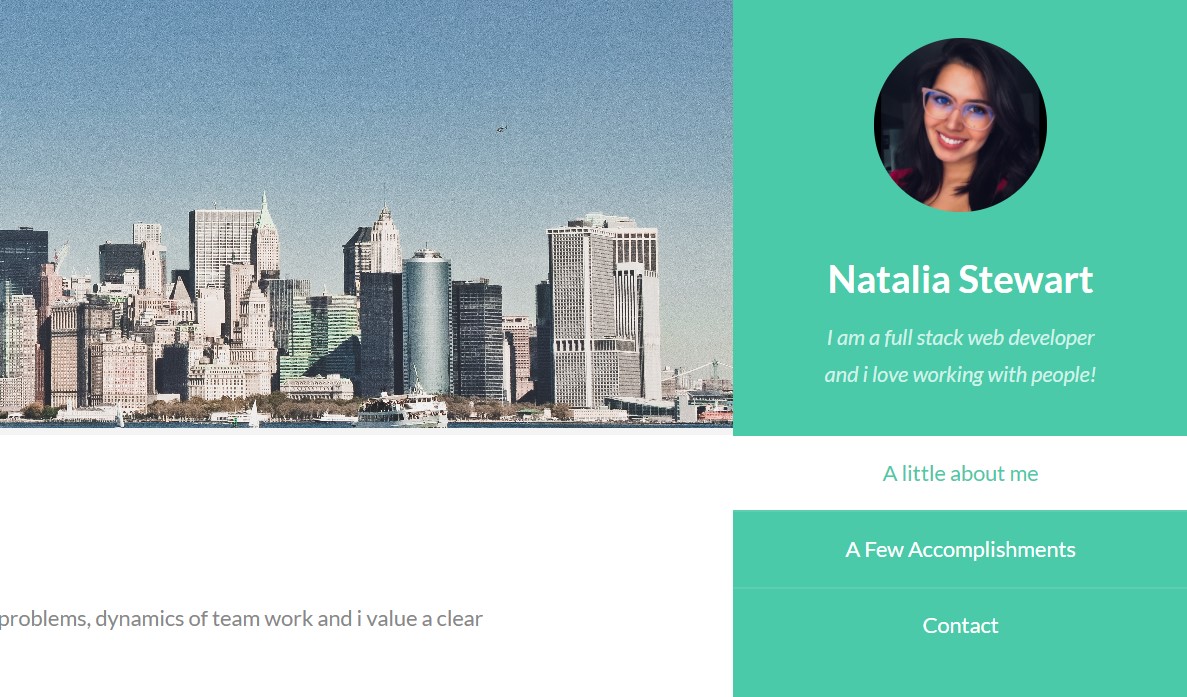 Natalia Stewart
I am a full stack web developer
and i love working with people!
A little about me
A Few Accomplishments
Contact
problems, dynamics of team work and i value a clear